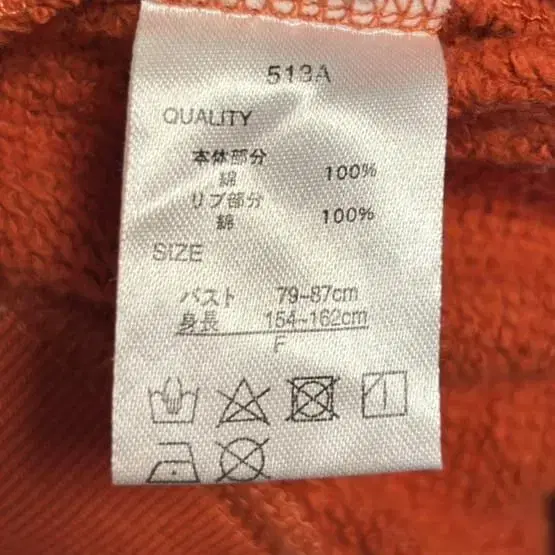 513A
QUALITY
本体部分
綿 100%
リブ部分
綿 100%
SIZE
バスト 79~87cm
身長 154~162cm
F